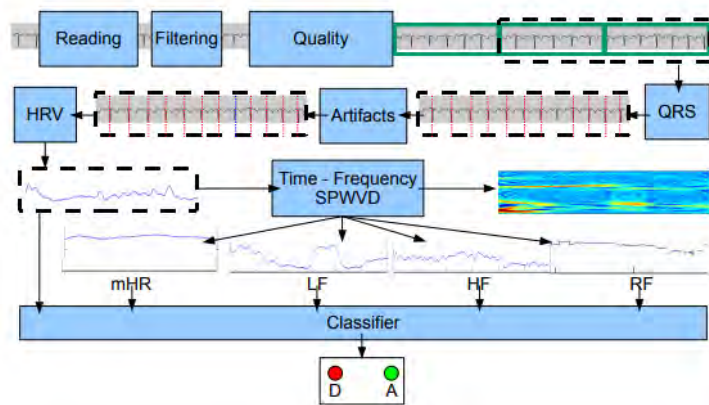 Reading
Filtering
Quality
HRV
Artifacts
QRS
Time - Frequency
SPWVD
mHR
LF
HF
RF
Classifier
D
A